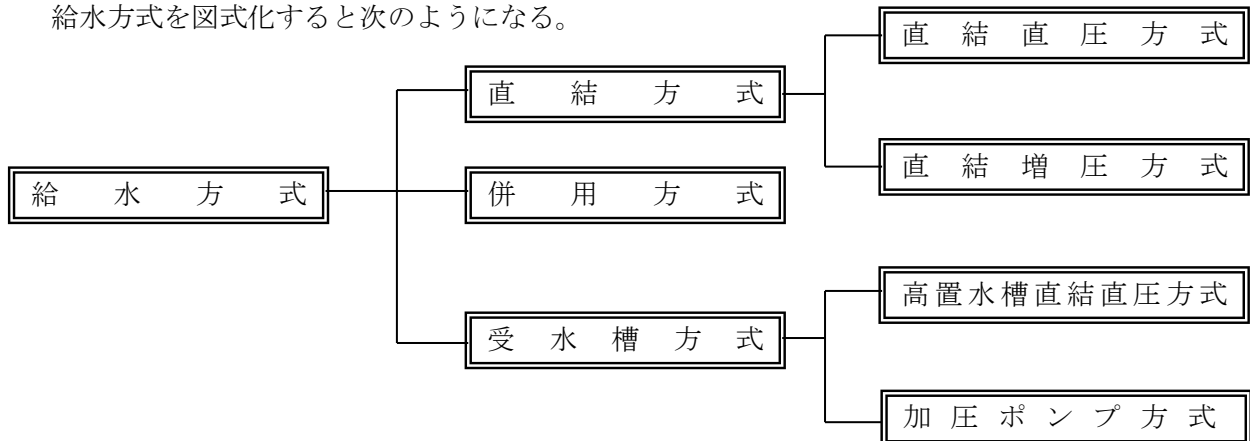 給水方式を図式化すると次のようになる。
直結直圧方式
直結方式
直結増圧方式
給水方式
併用方式
高置水槽直結直圧方式
受水槽方式
加圧ポンプ方式